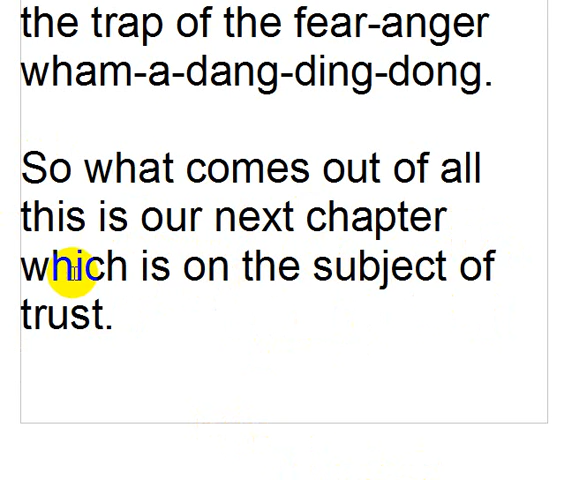 the trap of the fear-anger
wham-a-dang-ding-dong.
So what comes out of all
this is our next chapter
which is on the subject of
trust.